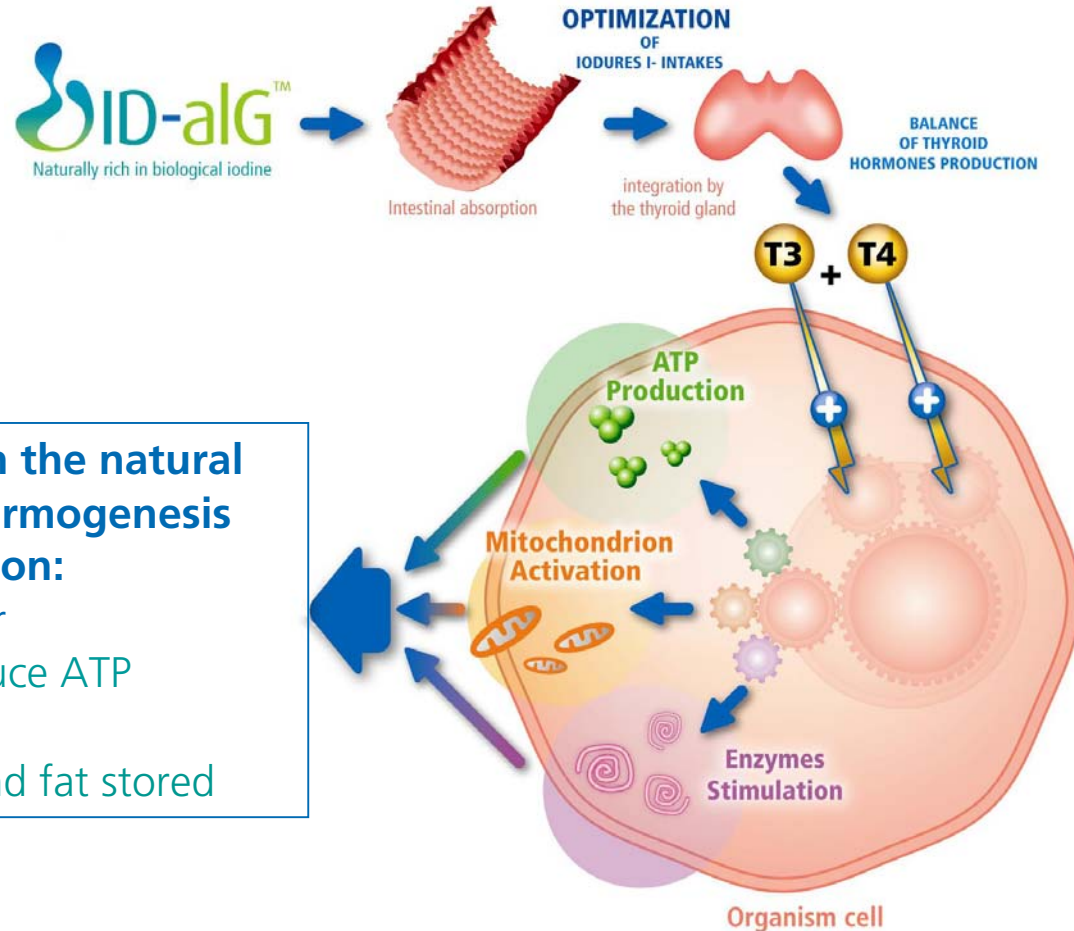 OPTIMIZATION
OF
IODURES I- INTAKES
ID-alG™
Naturally rich in biological iodine
Intestinal absorption
integration by
the thyroid gland
BALANCE
OF THYROID
HORMONES PRODUCTION
T3 + T4
ATP
Production
Mitochondrion
Activation
Enzymes
Stimulation
the natural
on:
ATP
fat stored
Organism cell